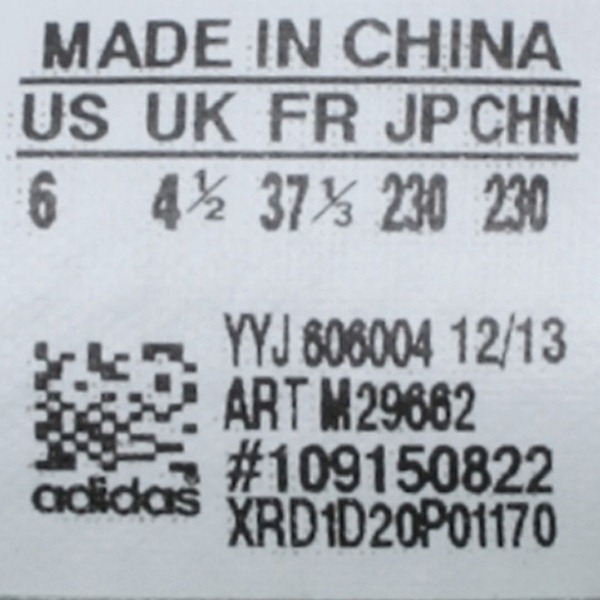 MADE IN CHINA
US UK FR JP CHN
6 4½ 37⅓ 230 230
YYJ 606004 12/13
ART M29662
#109150822
XRD1D20P01170
adidas®